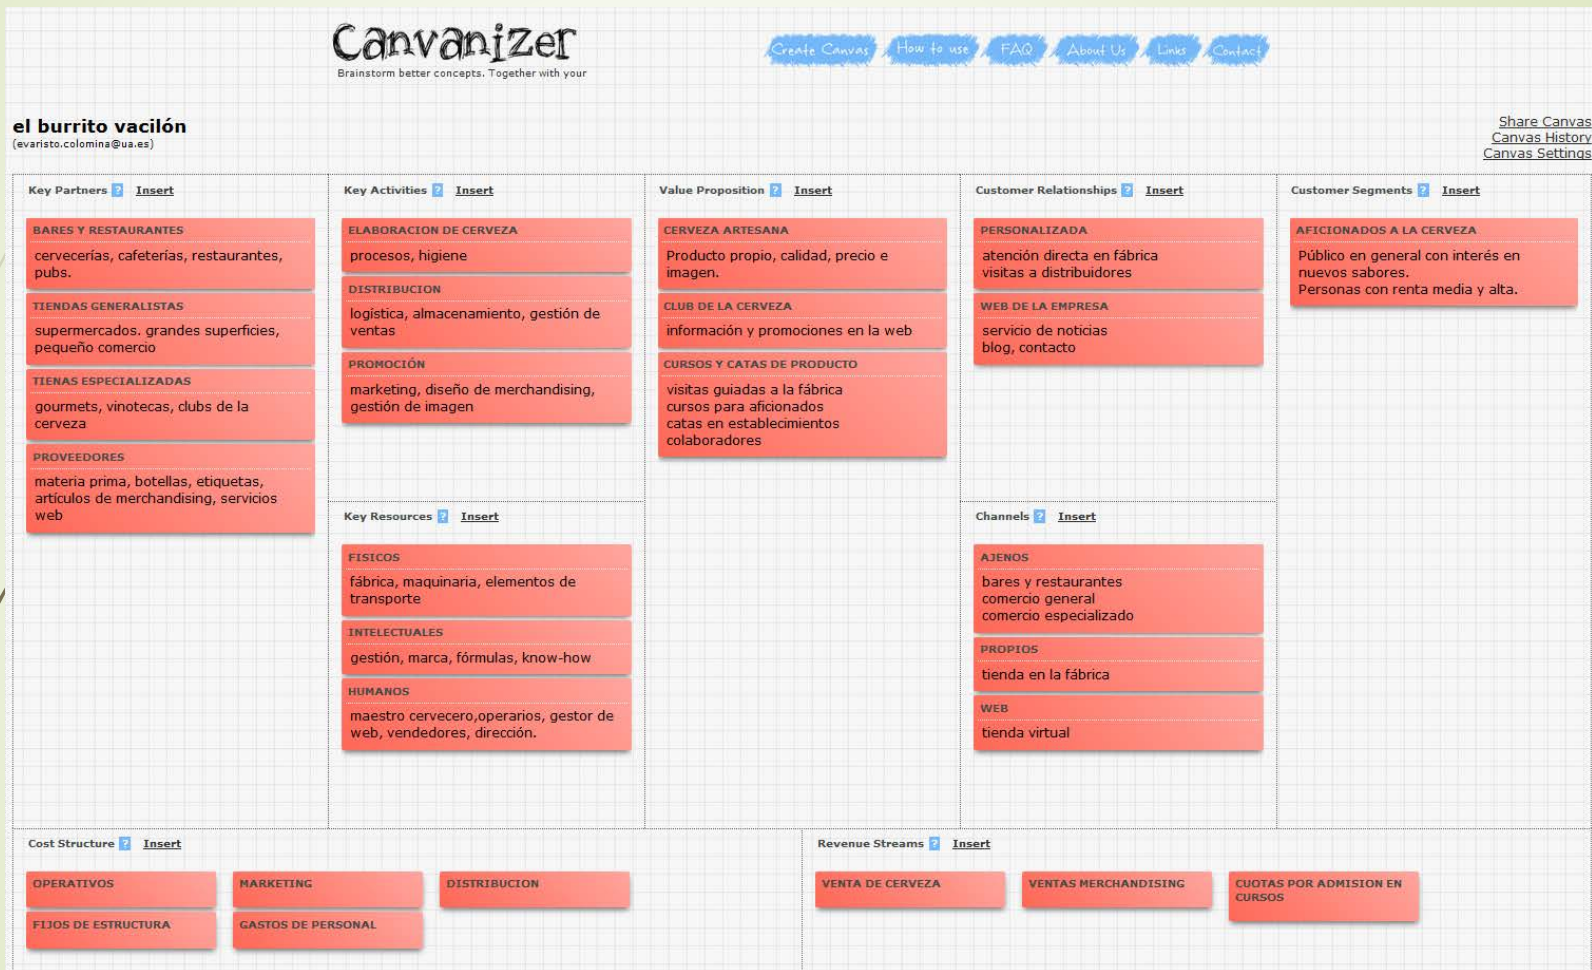 Canvanizer
Brainstorm better concepts. Together with your
Create Canvas
How to use
FAQ
About Us
Links
Contact
el burrito vacilón
(evaristo.colomina@ua.es)
Share Canvas
Canvas History
Canvas Settings
Key Partners ? Insert
BARES Y RESTAURANTES
cervecerías, cafeterías, restaurantes,
pubs.
TIENDAS GENERALISTAS
supermercados. grandes superficies,
pequeño comercio
TIENAS ESPECIALIZADAS
gourmets, vinotecas, clubs de la
cerveza
PROVEEDORES
materia prima, botellas, etiquetas,
artículos de merchandising, servicios
web
Key Activities ? Insert
ELABORACION DE CERVEZA
procesos, higiene
DISTRIBUCION
logística, almacenamiento, gestión de
ventas
PROMOCIÓN
marketing, diseño de merchandising,
gestión de imagen
Key Resources ? Insert
FISICOS
fábrica, maquinaria, elementos de
transporte
INTELECTUALES
gestión, marca, fórmulas, know-how
HUMANOS
maestro cervecero,operarios, gestor de
web, vendedores, dirección.
Value Proposition ? Insert
CERVEZA ARTESANA
Producto propio, calidad, precio e
imagen.
CLUB DE LA CERVEZA
información y promociones en la web
CURSOS Y CATAS DE PRODUCTO
visitas guiadas a la fábrica
cursos para aficionados
catas en establecimientos
colaboradores
Customer Relationships ? Insert
PERSONALIZADA
atención directa en fábrica
visitas a distribuidores
WEB DE LA EMPRESA
servicio de noticias
blog, contacto
Channels ? Insert
AJENOS
bares y restaurantes
comercio general
comercio especializado
PROPIOS
tienda en la fábrica
WEB
tienda virtual
Customer Segments ? Insert
AFICIONADOS A LA CERVEZA
Público en general con interés en
nuevos sabores.
Personas con renta media y alta.
Cost Structure ? Insert
OPERATIVOS
MARKETING
DISTRIBUCION
FIJOS DE ESTRUCTURA
GASTOS DE PERSONAL
Revenue Streams ? Insert
VENTA DE CERVEZA
VENTAS MERCHANDISING
CUOTAS POR ADMISION EN
CURSOS